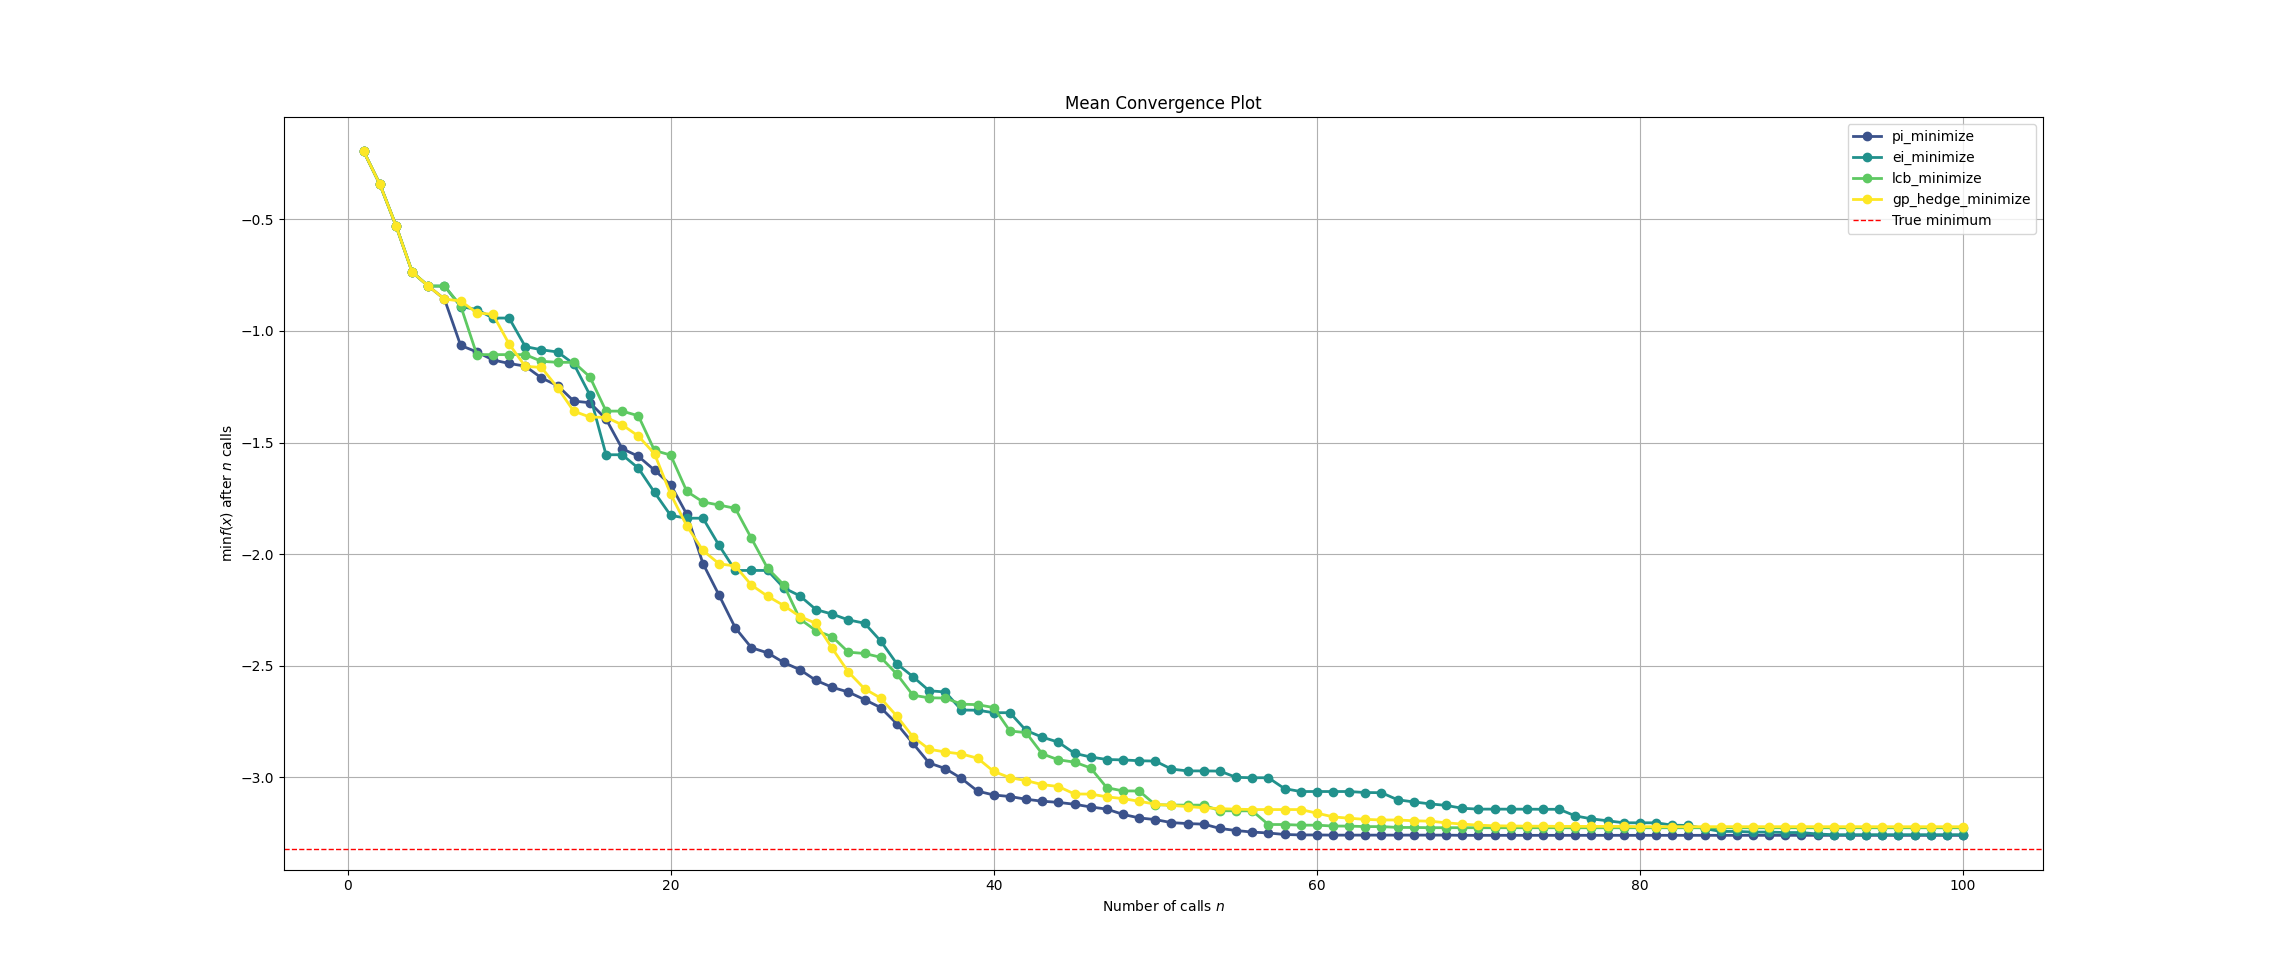 Mean Convergence Plot
pi_minimize
ei_minimize
lcb_minimize
gp_hedge_minimize
True minimum
−0.5
−1.0
−1.5
−2.0
−2.5
−3.0
min f(x) after n calls
0
20
40
60
80
100
Number of calls n